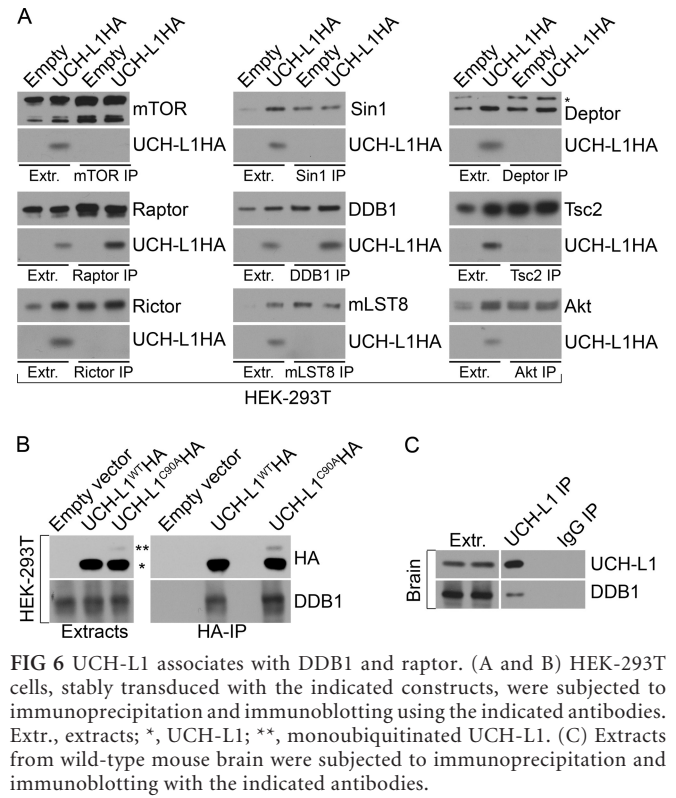 A
Empty UCH-L1HA Empty UCH-L1HA
Empty UCH-L1HA Empty UCH-L1HA
Empty UCH-L1HA Empty UCH-L1HA
mTOR
UCH-L1HA
Extr. mTOR IP
Sin1
UCH-L1HA
Extr. Sin1 IP
*
Deptor
UCH-L1HA
Extr. Deptor IP
Raptor
UCH-L1HA
Extr. Raptor IP
DDB1
UCH-L1HA
Extr. DDB1 IP
Tsc2
UCH-L1HA
Extr. Tsc2 IP
Rictor
UCH-L1HA
Extr. Rictor IP
mLST8
UCH-L1HA
Extr. mLST8 IP
Akt
UCH-L1HA
Extr. Akt IP
HEK-293T
B
Empty vector
UCH-L1ᵂᵀHA
UCH-L1ᶜ⁹⁰ᴬHA
Empty vector
UCH-L1ᵂᵀHA
UCH-L1ᶜ⁹⁰ᴬHA
HEK-293T
**
*
HA
DDB1
Extracts HA-IP
C
Extr.
UCH-L1 IP
IgG IP
Brain
UCH-L1
DDB1
FIG 6 UCH-L1 associates with DDB1 and raptor. (A and B) HEK-293T
cells, stably transduced with the indicated constructs, were subjected to
immunoprecipitation and immunoblotting using the indicated antibodies.
Extr., extracts; *, UCH-L1; **, monoubiquitinated UCH-L1. (C) Extracts
from wild-type mouse brain were subjected to immunoprecipitation and
immunoblotting with the indicated antibodies.